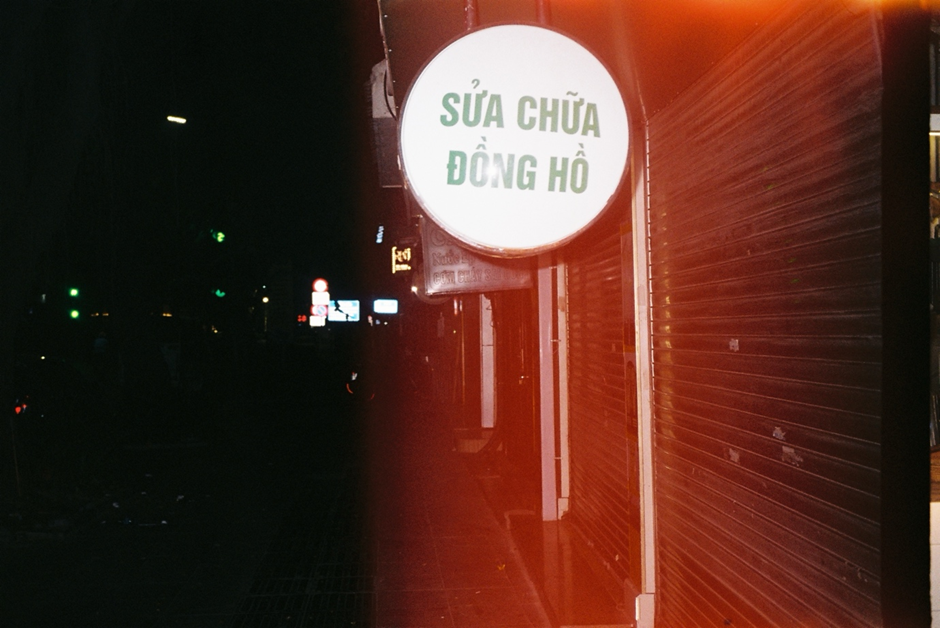 SỬA CHỮA
ĐỒNG HỒ